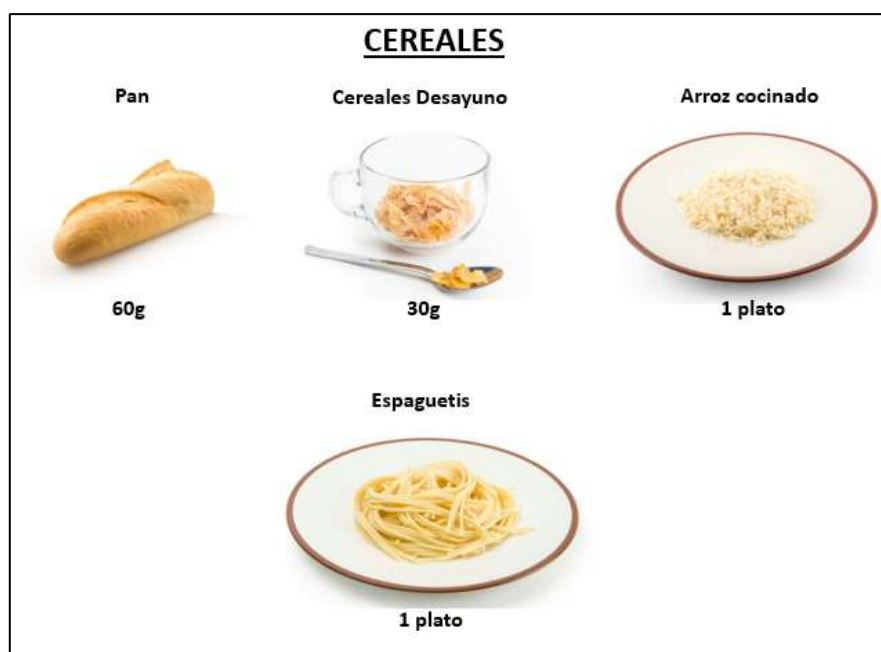 CEREALES
Pan
Cereales Desayuno
Arroz cocinado
60g
30g
1 plato
Espaguetis
1 plato